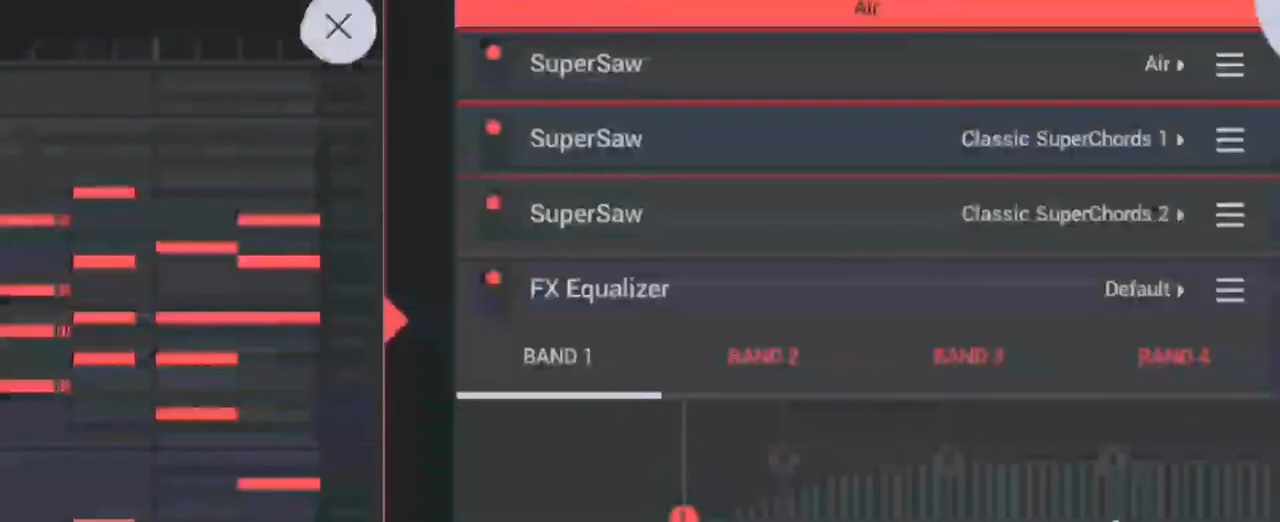 Air
SuperSaw Air
SuperSaw Classic SuperChords 1
SuperSaw Classic SuperChords 2
FX Equalizer Default
BAND 1 BAND 2 BAND 3 BAND 4